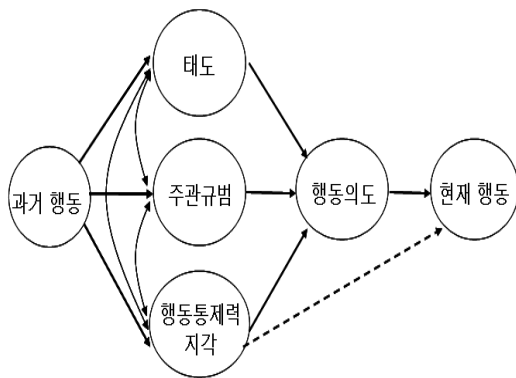 태도
과거 행동
주관규범
행동의도
현재 행동
행동통제력
지각